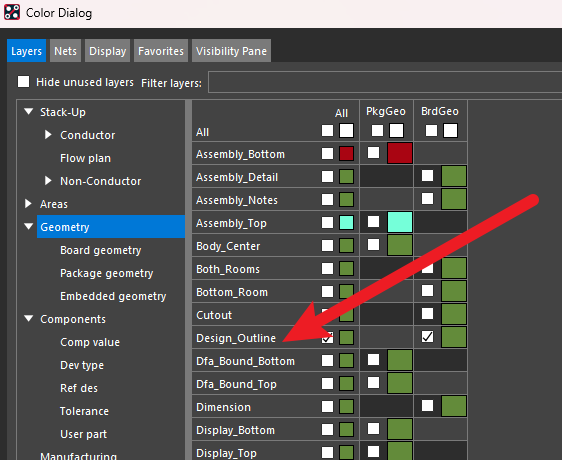 Color Dialog
Layers Nets Display Favorites Visibility Pane
Hide unused layers Filter layers:
Stack-Up
Conductor
Flow plan
Non-Conductor
Areas
Geometry
Board geometry
Package geometry
Embedded geometry
Components
Comp value
Dev type
Ref des
Tolerance
User part
Manufacturing
All PkgGeo BrdGeo
All
Assembly_Bottom
Assembly_Detail
Assembly_Notes
Assembly_Top
Body_Center
Both_Rooms
Bottom_Room
Cutout
Design_Outline
Dfa_Bound_Bottom
Dfa_Bound_Top
Dimension
Display_Bottom
Display_Top